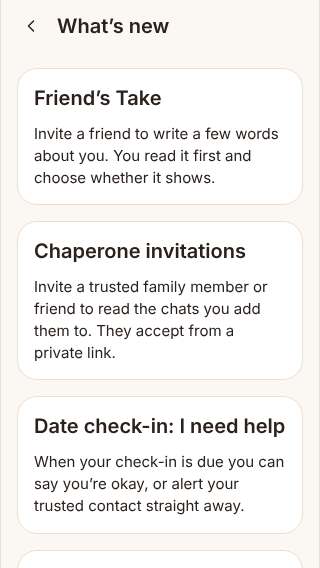 What’s new
Friend’s Take
Invite a friend to write a few words
about you. You read it first and
choose whether it shows.
Chaperone invitations
Invite a trusted family member or
friend to read the chats you add
them to. They accept from a
private link.
Date check-in: I need help
When your check-in is due you can
say you’re okay, or alert your
trusted contact straight away.